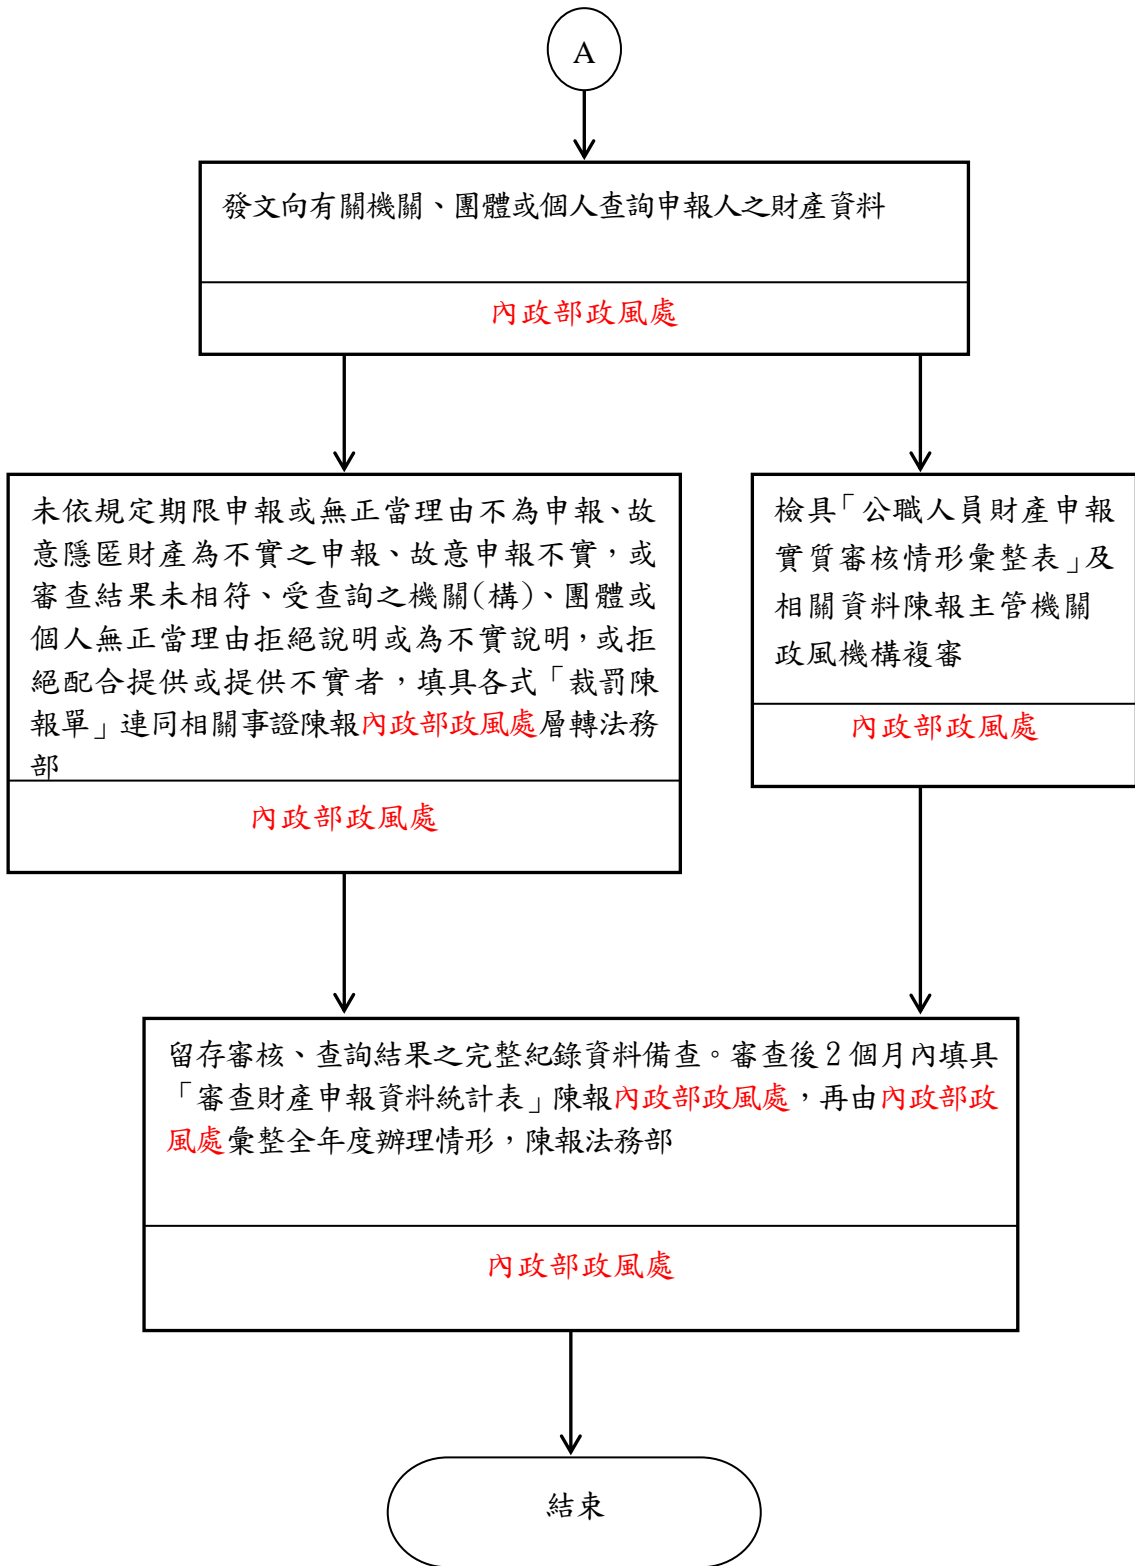 A
發文向有關機關、團體或個人查詢申報人之財產資料
內政部政風處
未依規定期限申報或無正當理由不為申報、故
意隱匿財產為不實之申報、故意申報不實，或
審查結果未相符、受查詢之機關(構)、團體或
個人無正當理由拒絕說明或為不實說明，或拒
絕配合提供或提供不實者，填具各式「裁罰陳
報單」連同相關事證陳報內政部政風處層轉法務
部
內政部政風處
檢具「公職人員財產申報
實質審核情形彙整表」及
相關資料陳報主管機關
政風機構複審
內政部政風處
留存審核、查詢結果之完整紀錄資料備查。審查後 2 個月內填具
「審查財產申報資料統計表」陳報內政部政風處，再由內政部政
風處彙整全年度辦理情形，陳報法務部
內政部政風處
結束